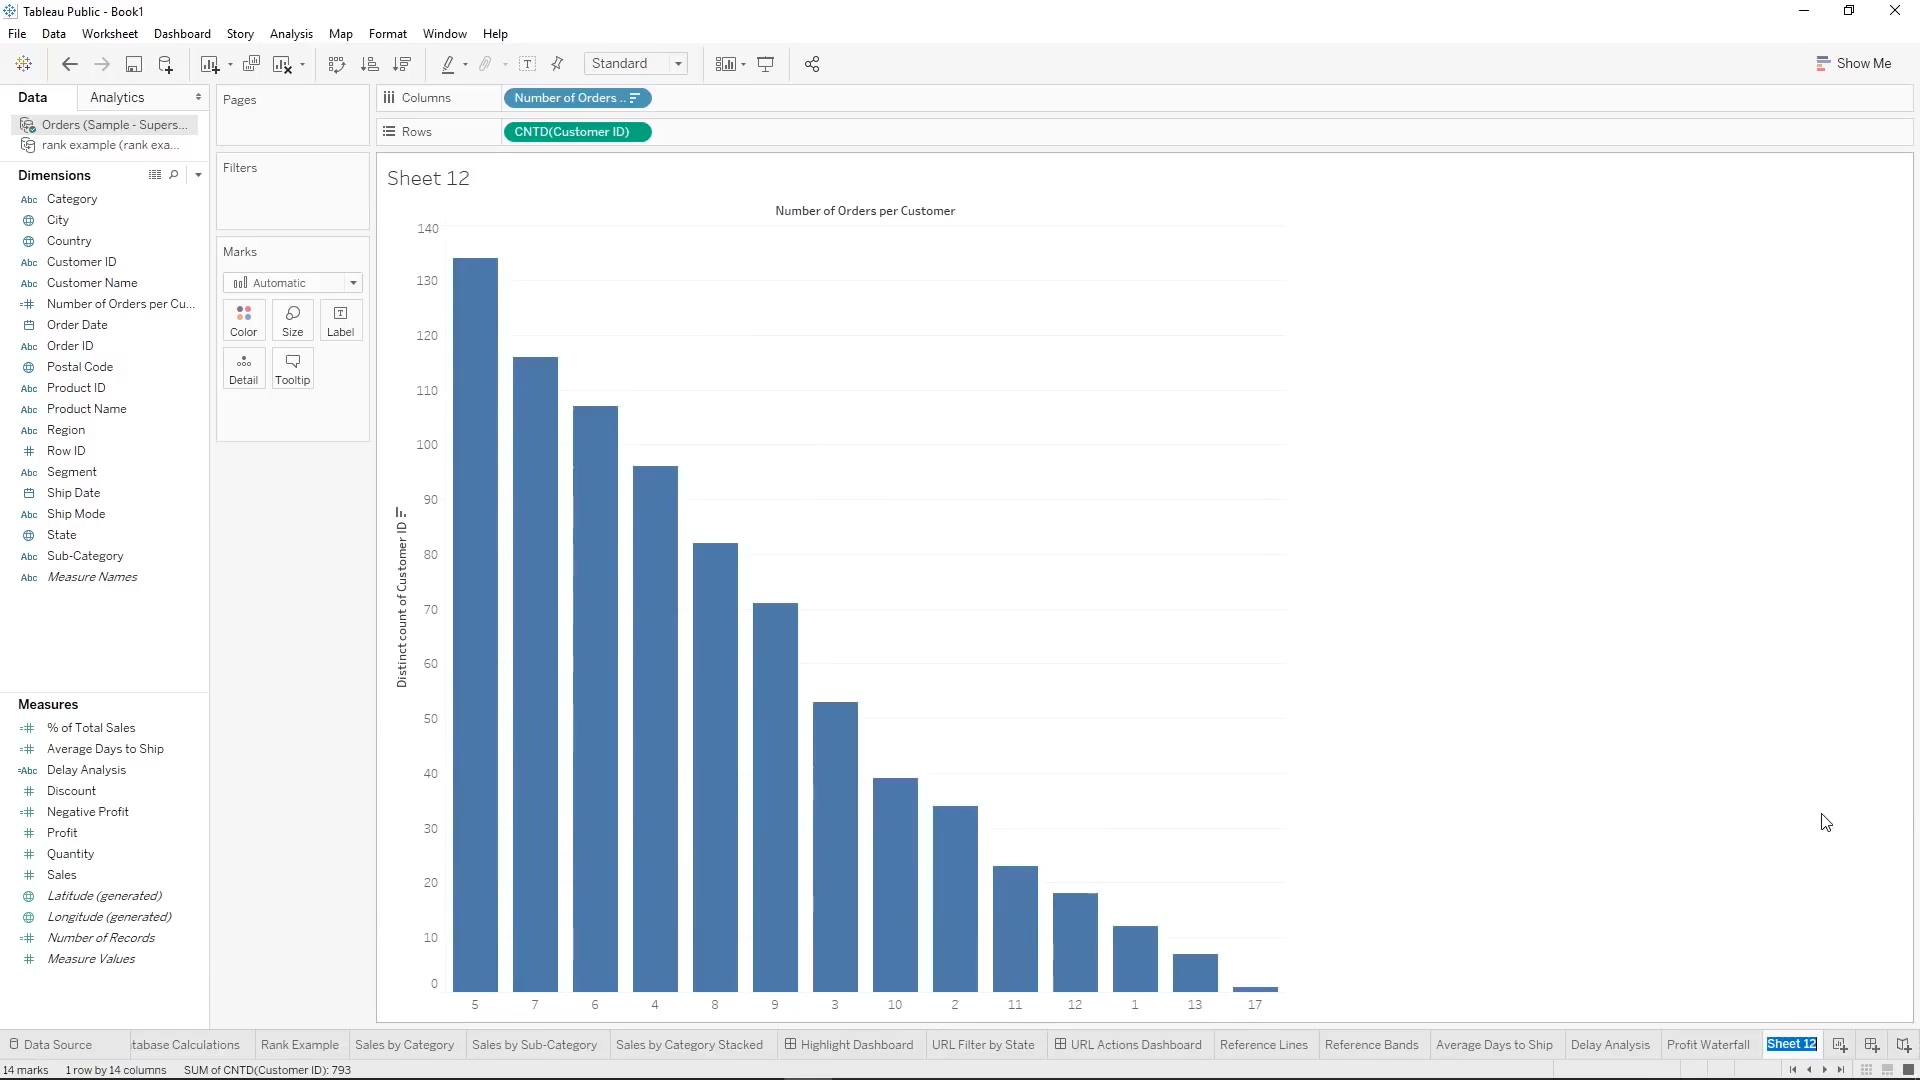 Tableau Public - Book1
File Data Worksheet Dashboard Story Analysis Map Format Window Help
Standard
Show Me
Data Analytics
Orders (Sample - Supers...
rank example (rank exa...
Dimensions
Abc Category
City
Country
Abc Customer ID
Abc Customer Name
=# Number of Orders per Cu...
Order Date
Abc Order ID
Postal Code
Abc Product ID
Abc Product Name
Abc Region
# Row ID
Abc Segment
Ship Date
Abc Ship Mode
State
Abc Sub-Category
Abc Measure Names
Measures
=# % of Total Sales
=# Average Days to Ship
=Abc Delay Analysis
# Discount
=# Negative Profit
# Profit
# Quantity
# Sales
Latitude (generated)
Longitude (generated)
=# Number of Records
# Measure Values
Pages
Filters
Marks
Automatic
Color Size Label
Detail Tooltip
Columns Number of Orders ..
Rows CNTD(Customer ID)
Sheet 12
Number of Orders per Customer
Distinct count of Customer ID
140
130
120
110
100
90
80
70
60
50
40
30
20
10
0
5 7 6 4 8 9 3 10 2 11 12 1 13 17
Data Source tabase Calculations Rank Example Sales by Category Sales by Sub-Category Sales by Category Stacked Highlight Dashboard URL Filter by State URL Actions Dashboard Reference Lines Reference Bands Average Days to Ship Delay Analysis Profit Waterfall Sheet 12
14 marks 1 row by 14 columns SUM of CNTD(Customer ID): 793